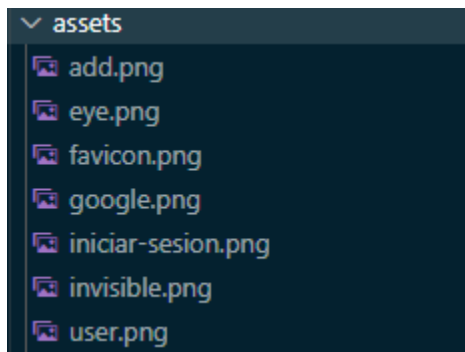 assets
add.png
eye.png
favicon.png
google.png
iniciar-sesion.png
invisible.png
user.png